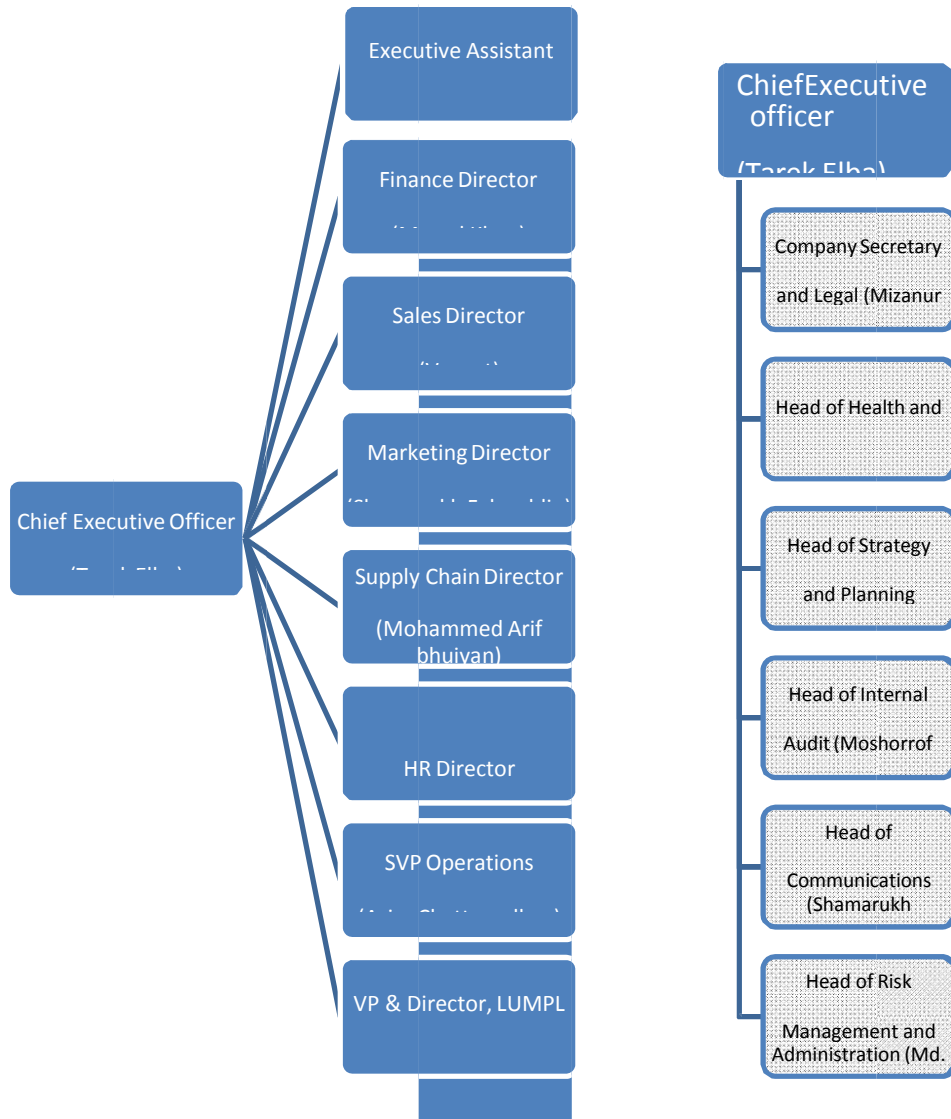 Executive Assistant
Finance Director
Sales Director
Marketing Director
Chief Executive Officer
Supply Chain Director
(Mohammed Arif
bhuiyan)
HR Director
SVP Operations
VP & Director, LUMPL
ChiefExecutive
officer
(Tarek Elba)
Company Secretary
and Legal (Mizanur
Head of Health and
Head of Strategy
and Planning
Head of Internal
Audit (Moshorrof
Head of
Communications
(Shamarukh
Head of Risk
Management and
Administration (Md.